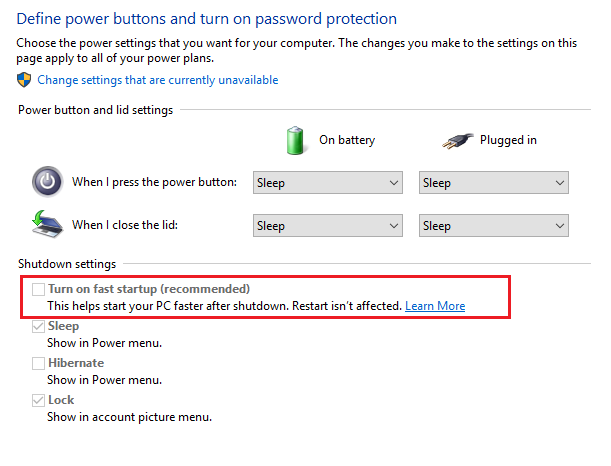 Define power buttons and turn on password protection
Choose the power settings that you want for your computer. The changes you make to the settings on this
page apply to all of your power plans.
Change settings that are currently unavailable
Power button and lid settings
On battery Plugged in
When I press the power button: Sleep Sleep
When I close the lid: Sleep Sleep
Shutdown settings
Turn on fast startup (recommended)
This helps start your PC faster after shutdown. Restart isn't affected. Learn More
Sleep
Show in Power menu.
Hibernate
Show in Power menu.
Lock
Show in account picture menu.